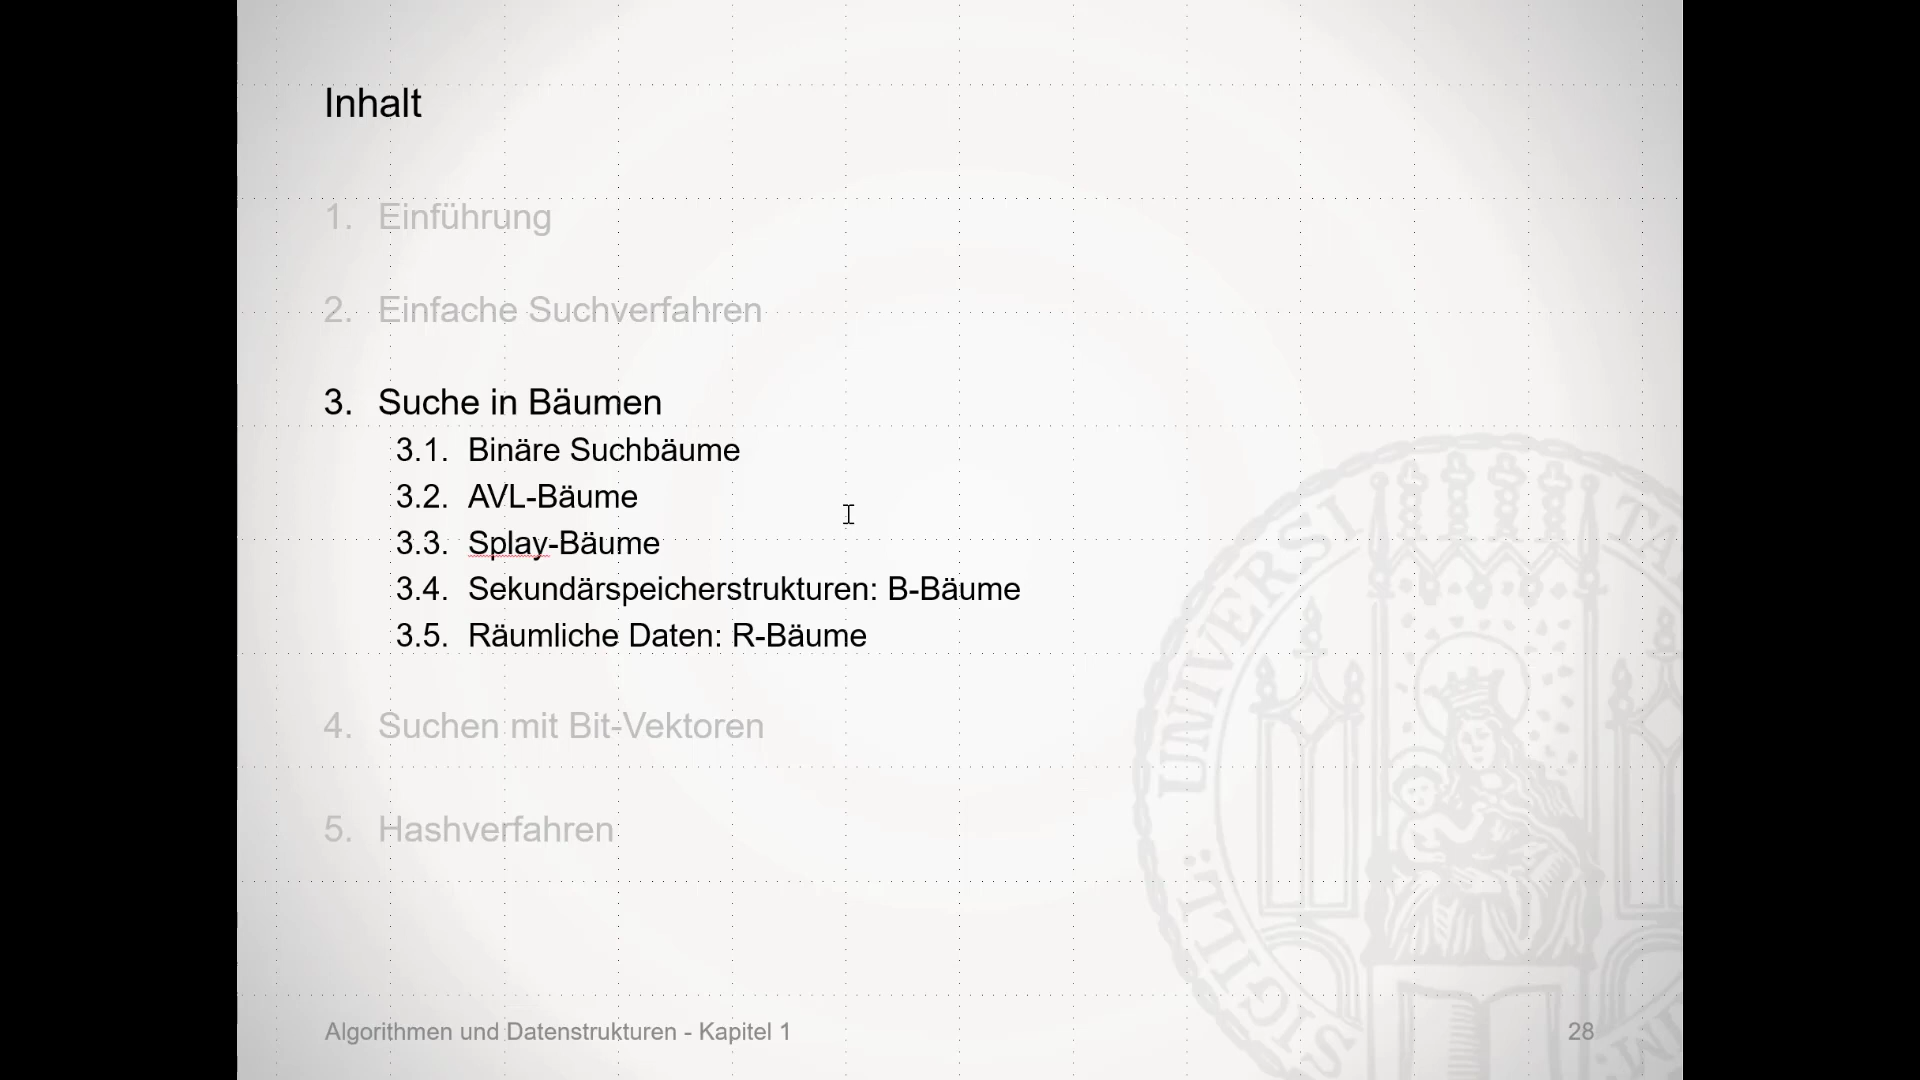 Inhalt
1. Einführung
2. Einfache Suchverfahren
3. Suche in Bäumen
3.1. Binäre Suchbäume
3.2. AVL-Bäume
3.3. Splay-Bäume
3.4. Sekundärspeicherstrukturen: B-Bäume
3.5. Räumliche Daten: R-Bäume
4. Suchen mit Bit-Vektoren
5. Hashverfahren
UNIVERSI
SIGILL:
Algorithmen und Datenstrukturen - Kapitel 1
28